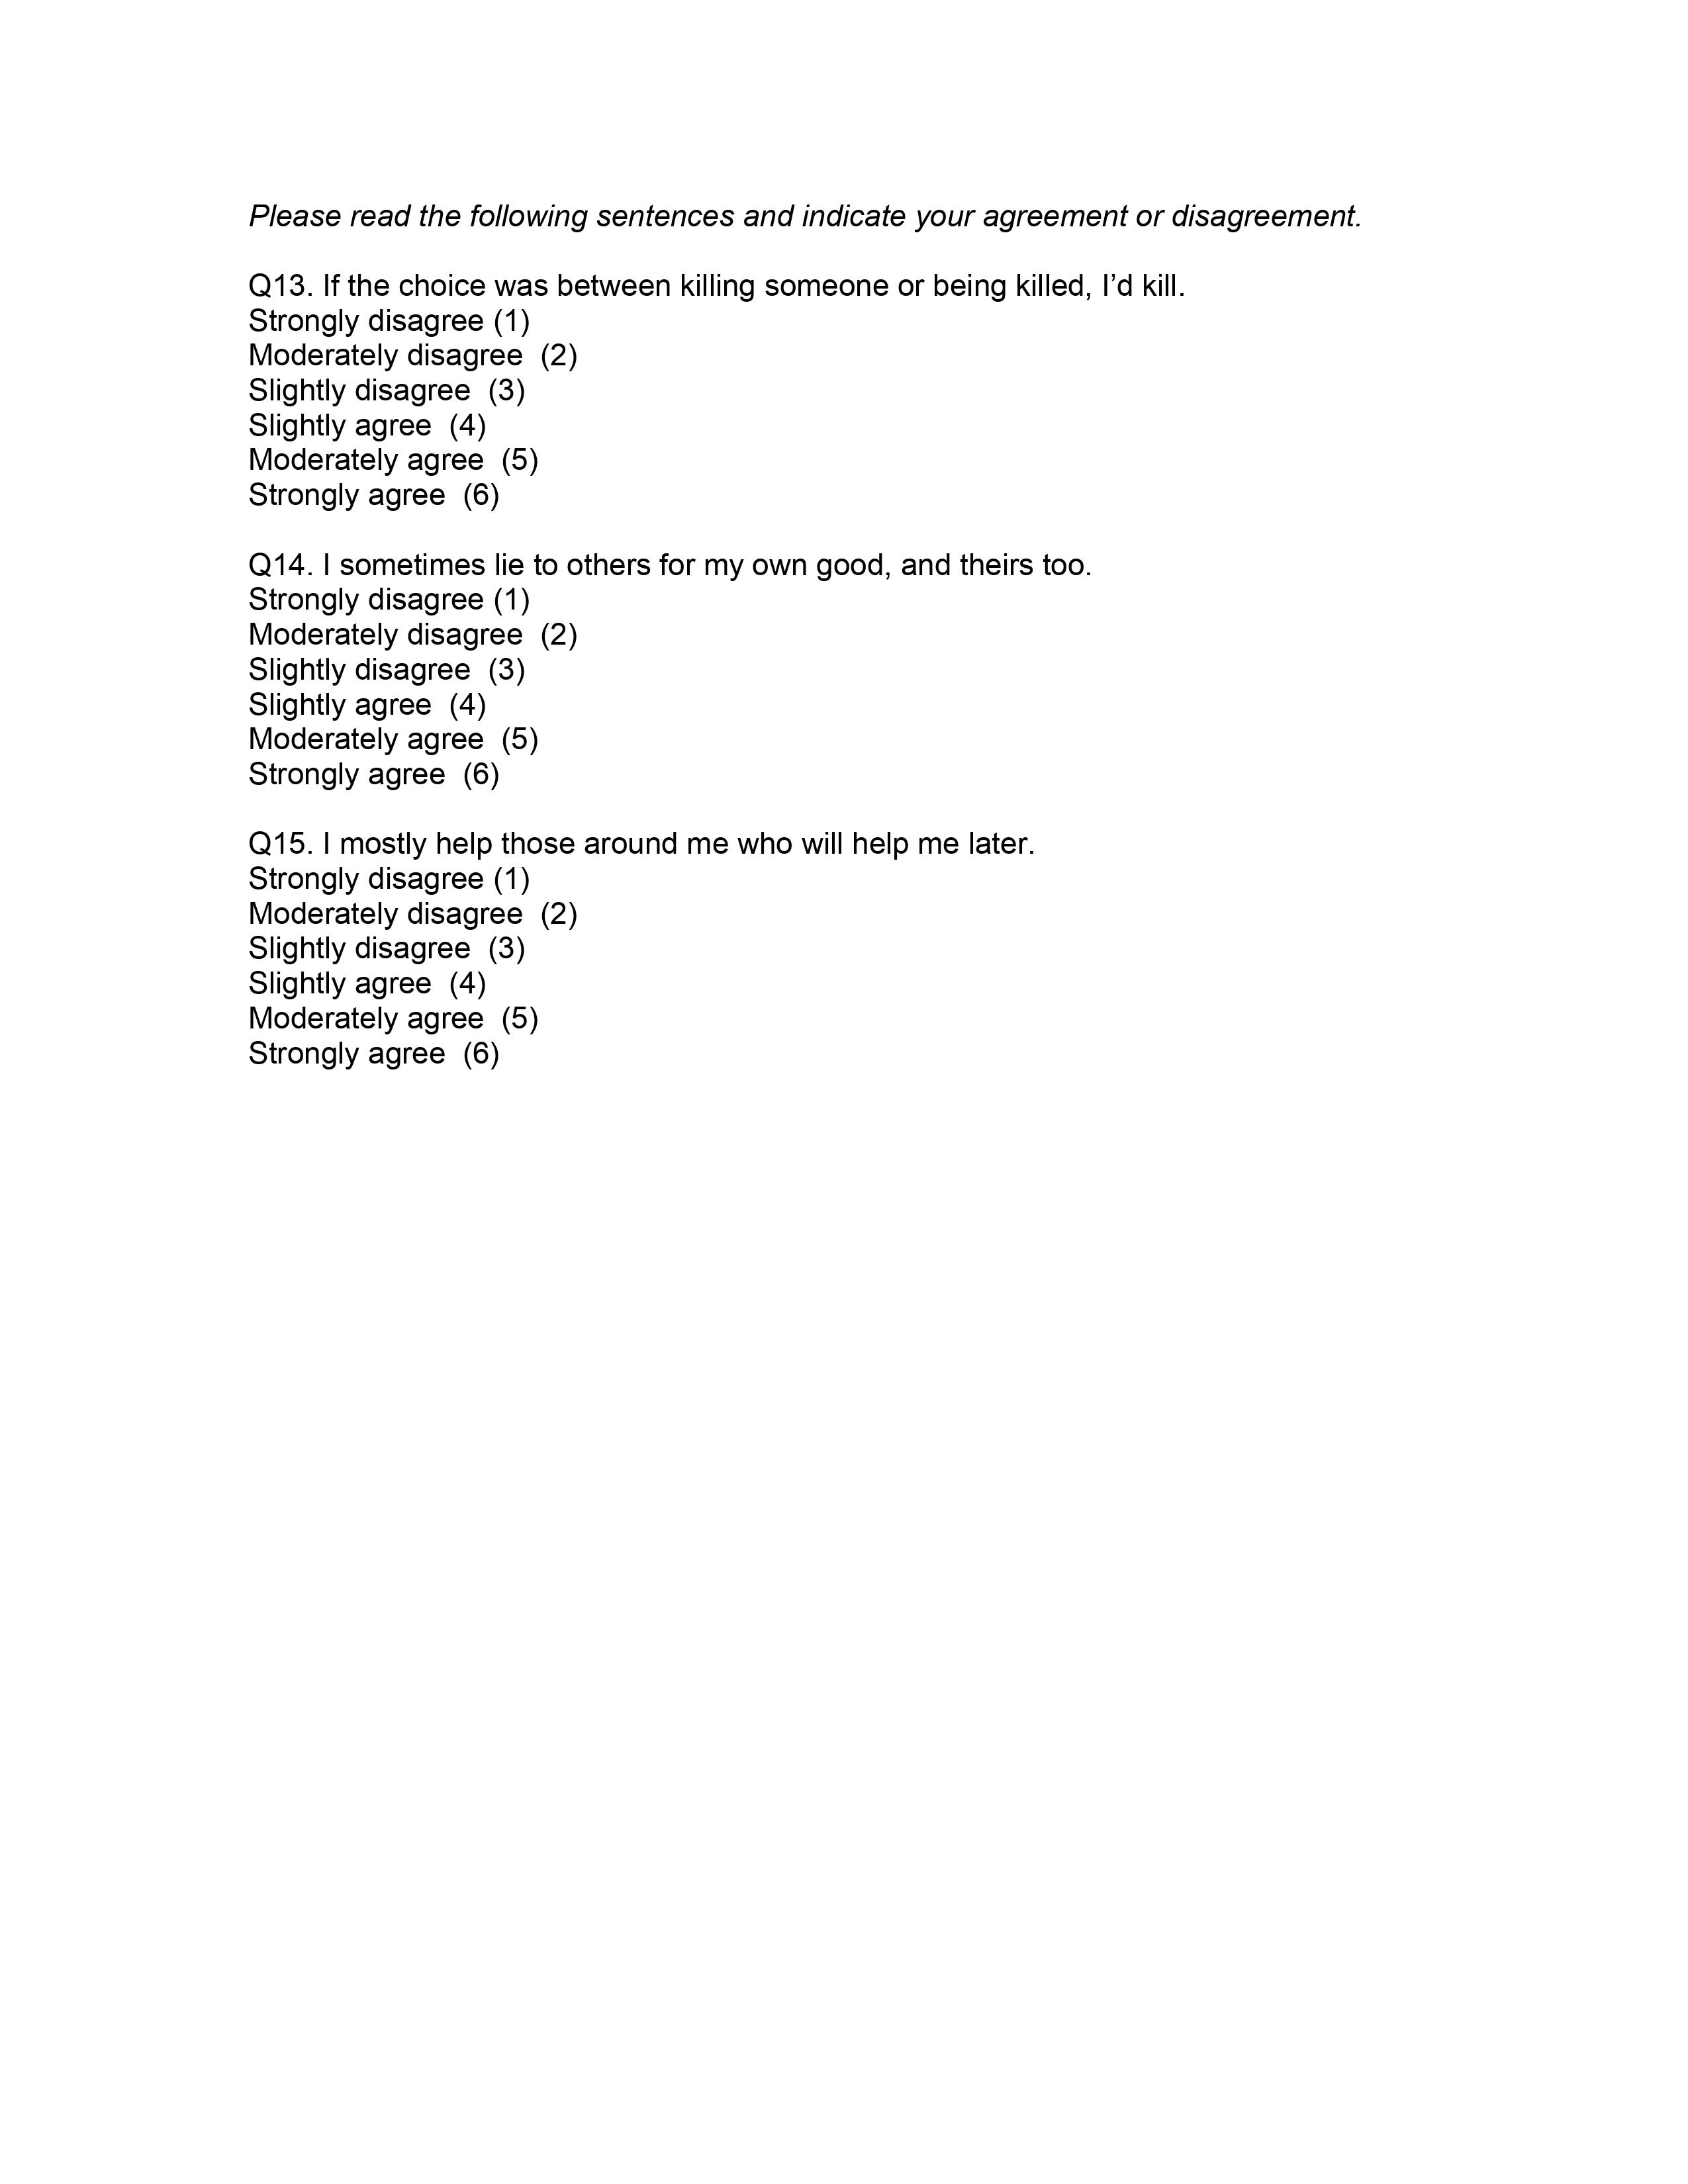 Please read the following sentences and indicate your agreement or disagreement.
Q13. If the choice was between killing someone or being killed, I’d kill.
Strongly disagree (1)
Moderately disagree  (2)
Slightly disagree  (3)
Slightly agree  (4)
Moderately agree  (5)
Strongly agree  (6)
Q14. I sometimes lie to others for my own good, and theirs too.
Strongly disagree (1)
Moderately disagree  (2)
Slightly disagree  (3)
Slightly agree  (4)
Moderately agree  (5)
Strongly agree  (6)
Q15. I mostly help those around me who will help me later.
Strongly disagree (1)
Moderately disagree  (2)
Slightly disagree  (3)
Slightly agree  (4)
Moderately agree  (5)
Strongly agree  (6)